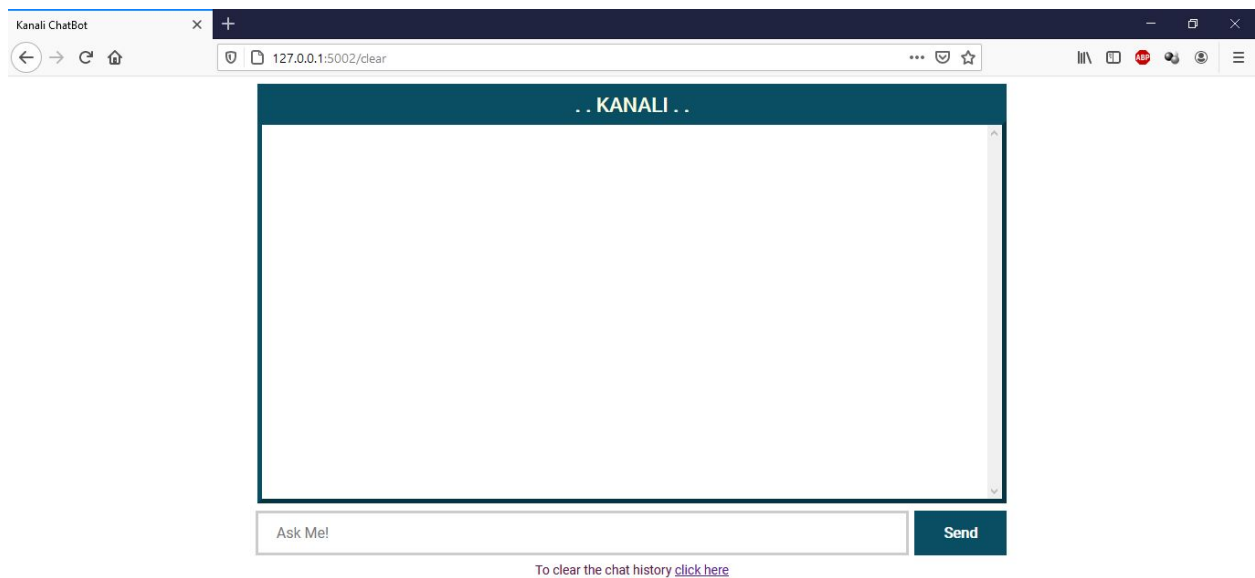 Kanali ChatBot
127.0.0.1:5002/clear
ABP
. . KANALI . .
Ask Me!
Send
To clear the chat history click here